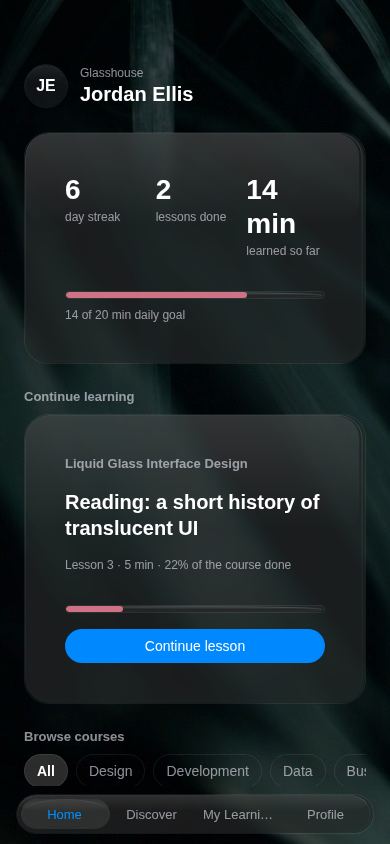 JE
Glasshouse
Jordan Ellis
6
day streak
2
lessons done
14
min
learned so far
14 of 20 min daily goal
Continue learning
Liquid Glass Interface Design
Reading: a short history of
translucent UI
Lesson 3 · 5 min · 22% of the course done
Continue lesson
Browse courses
All
Design
Development
Data
Bus
Home
Discover
My Learni…
Profile